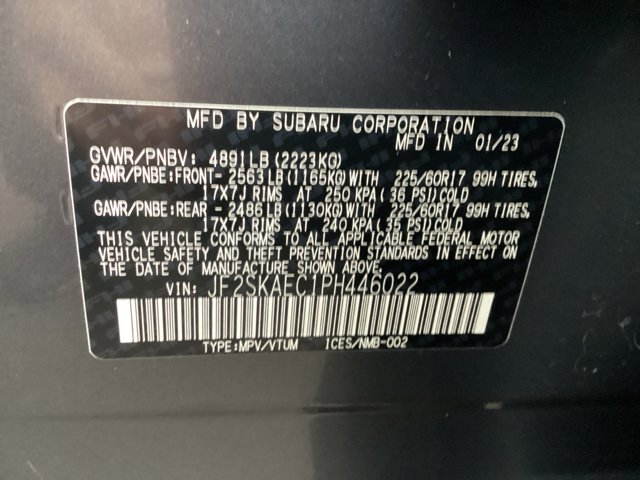 MFD BY SUBARU CORPORATION
MFD IN 01/23
GVWR/PNBV: 4891LB (2223KG)
GAWR/PNBE:FRONT- 2563LB (1165KG)WITH 225/60R17 99H TIRES,
17X7J RIMS AT 250 KPA (36 PSI)COLD
GAWR/PNBE:REAR - 2486LB (1130KG)WITH 225/60R17 99H TIRES,
17X7J RIMS AT 240 KPA (35 PSI)COLD
THIS VEHICLE CONFORMS TO ALL APPLICABLE FEDERAL MOTOR
VEHICLE SAFETY AND THEFT PREVENTION STANDARDS IN EFFECT ON
THE DATE OF MANUFACTURE SHOWN ABOVE.
VIN: JF2SKAEC1PH446022
TYPE:MPV/VTUM ICES/NMB-002